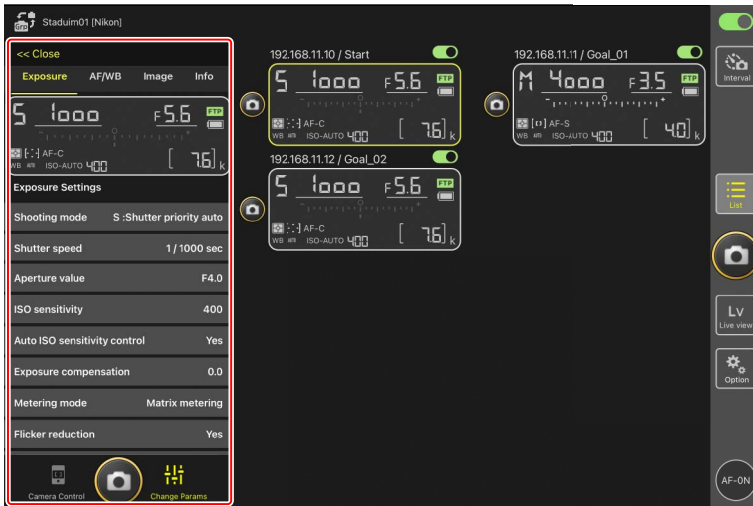 Grp
Staduim01 [Nikon]
<< Close
Exposure AF/WB Image Info
S 1000 F5.6 FTP
AF-C
WB ISO-AUTO 400 [ 7.6] k
Exposure Settings
Shooting mode S :Shutter priority auto
Shutter speed 1/1000 sec
Aperture value F4.0
ISO sensitivity 400
Auto ISO sensitivity control Yes
Exposure compensation 0.0
Metering mode Matrix metering
Flicker reduction Yes
Camera Control
Change Params
192.168.11.10 / Start
S 1000 F5.6 FTP
AF-C
WB ISO-AUTO 400 [ 7.6] k
192.168.11.11 / Goal_01
M 4000 F3.5 FTP
AF-S
WB ISO-AUTO 400 [ 4.0] k
192.168.11.12 / Goal_02
S 1000 F5.6 FTP
AF-C
WB ISO-AUTO 400 [ 7.6] k
Interval
List
Lv
Live view
Option
AF-ON